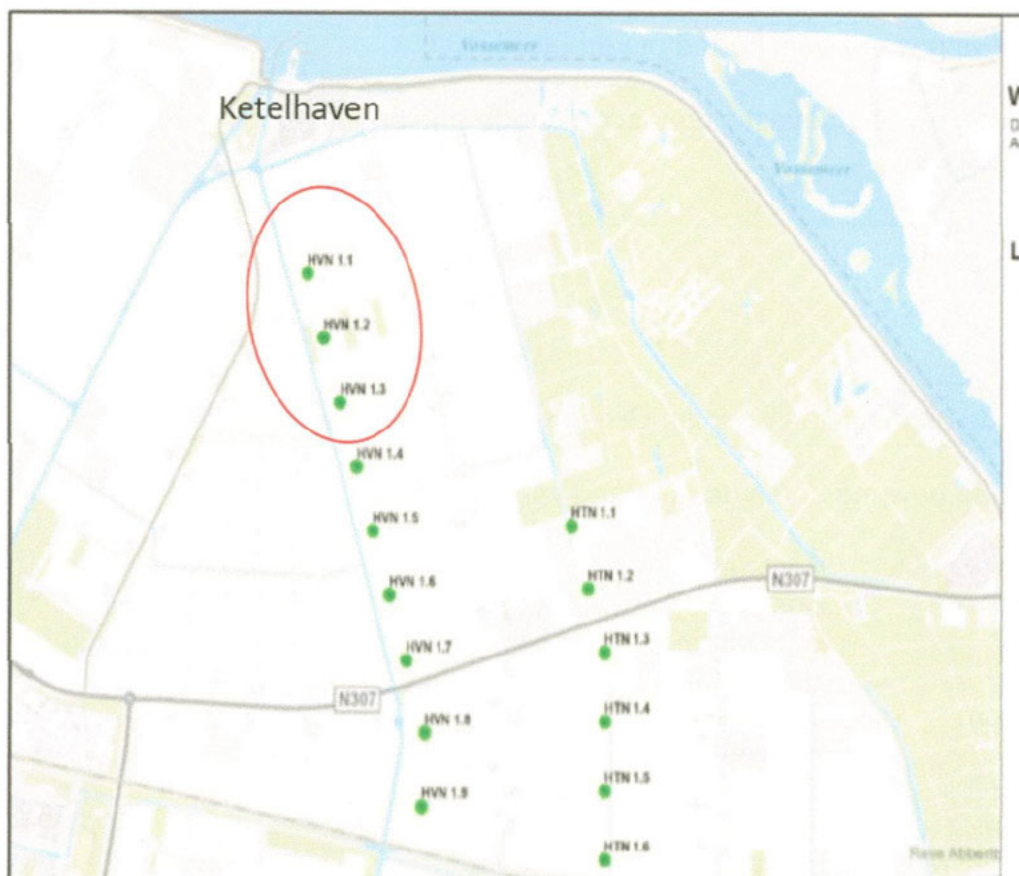 Vossemeer
Ketelhaven
W
D
A
Vossemeer
L
HVN 1.1
HVN 1.2
HVN 1.3
HVN 1.4
HVN 1.5
HTN 1.1
HVN 1.6
HTN 1.2
N307
HVN 1.7
HTN 1.3
N307
HVN 1.8
HTN 1.4
HVN 1.9
HTN 1.5
HTN 1.6